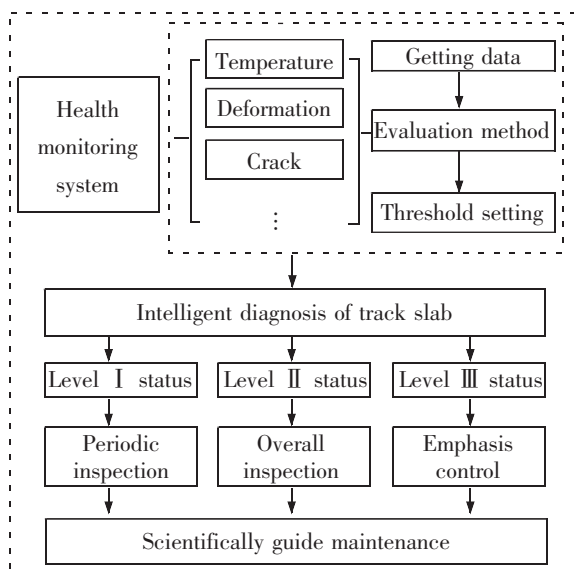 Health
monitoring
system
Temperature
Deformation
Crack
⋮
Getting data
Evaluation method
Threshold setting
Intelligent diagnosis of track slab
Level Ⅰ status
Level Ⅱ status
Level Ⅲ status
Periodic
inspection
Overall
inspection
Emphasis
control
Scientifically guide maintenance